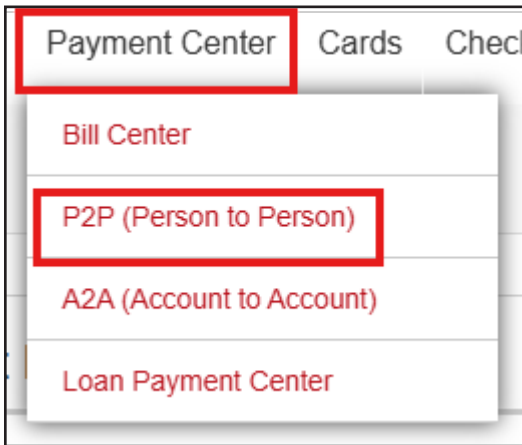 Payment Center Cards
Bill Center
P2P (Person to Person)
A2A (Account to Account)
Loan Payment Center